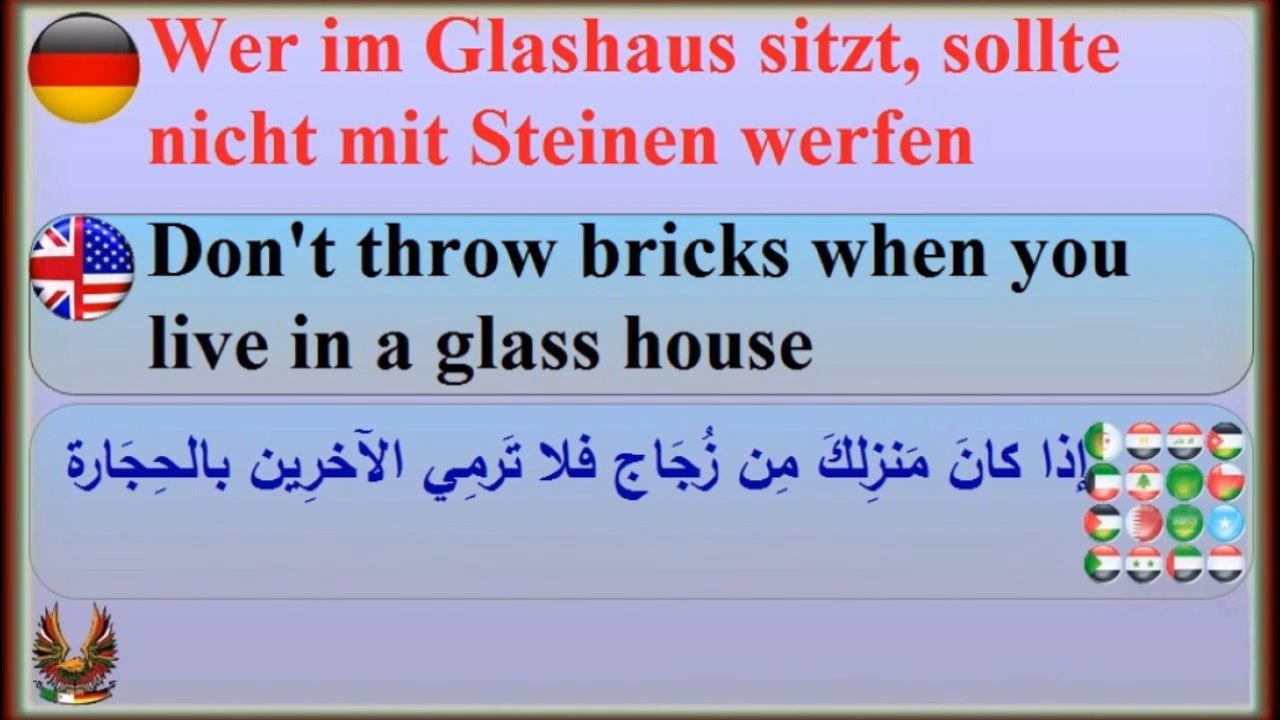 Wer im Glashaus sitzt, sollte
nicht mit Steinen werfen
Don't throw bricks when you
live in a glass house
إذا كانَ مَنزِلكَ مِن زُجَاج فلا تَرمِي الآخرِين بالحِجَارة